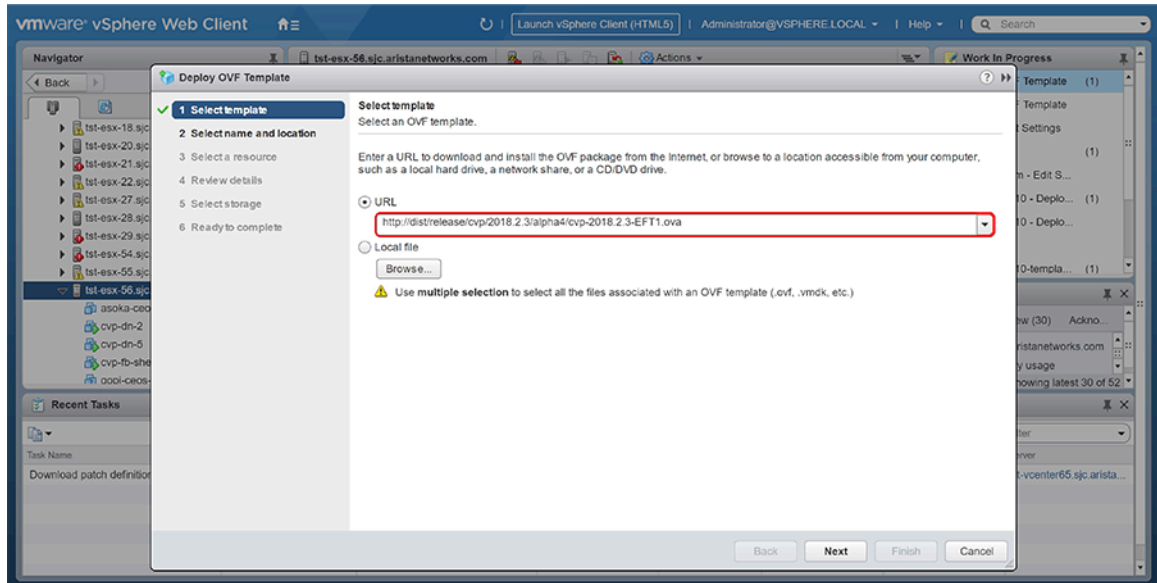 vmware® vSphere Web Client
Launch vSphere Client (HTML5)
Administrator@VSPHERE.LOCAL
Help
Search
Navigator
tst-esx-56.sjc.aristanetworks.com
Actions
Work In Progress
Back
Deploy OVF Template
Template (1)
Template
Settings
(1)
n - Edit S...
10 - Deplo... (1)
10 - Deplo...
10-templa... (1)
tst-esx-18.sjc
tst-esx-20.sjc
tst-esx-21.sjc
tst-esx-22.sjc
tst-esx-27.sjc
tst-esx-28.sjc
tst-esx-29.sjc
tst-esx-54.sjc
tst-esx-55.sjc
tst-esx-56.sjc
asoka-ceo
cvp-dn-2
cvp-dn-5
cvp-fb-she
1 Select template
2 Select name and location
3 Select a resource
4 Review details
5 Select storage
6 Ready to complete
Select template
Select an OVF template.
Enter a URL to download and install the OVF package from the Internet, or browse to a location accessible from your computer,
such as a local hard drive, a network share, or a CD/DVD drive.
URL
http://dist/release/cvp/2018.2.3/alpha4/cvp-2018.2.3-EFT1.ova
Local file
Browse...
Use multiple selection to select all the files associated with an OVF template (.ovf, .vmdk, etc.)
ew (30) Ackno...
ristanetworks.com
y usage
howing latest 30 of 52
Recent Tasks
Task Name
Download patch definition
lter
erver
t-vcenter65.sjc.arista...
Back
Next
Finish
Cancel